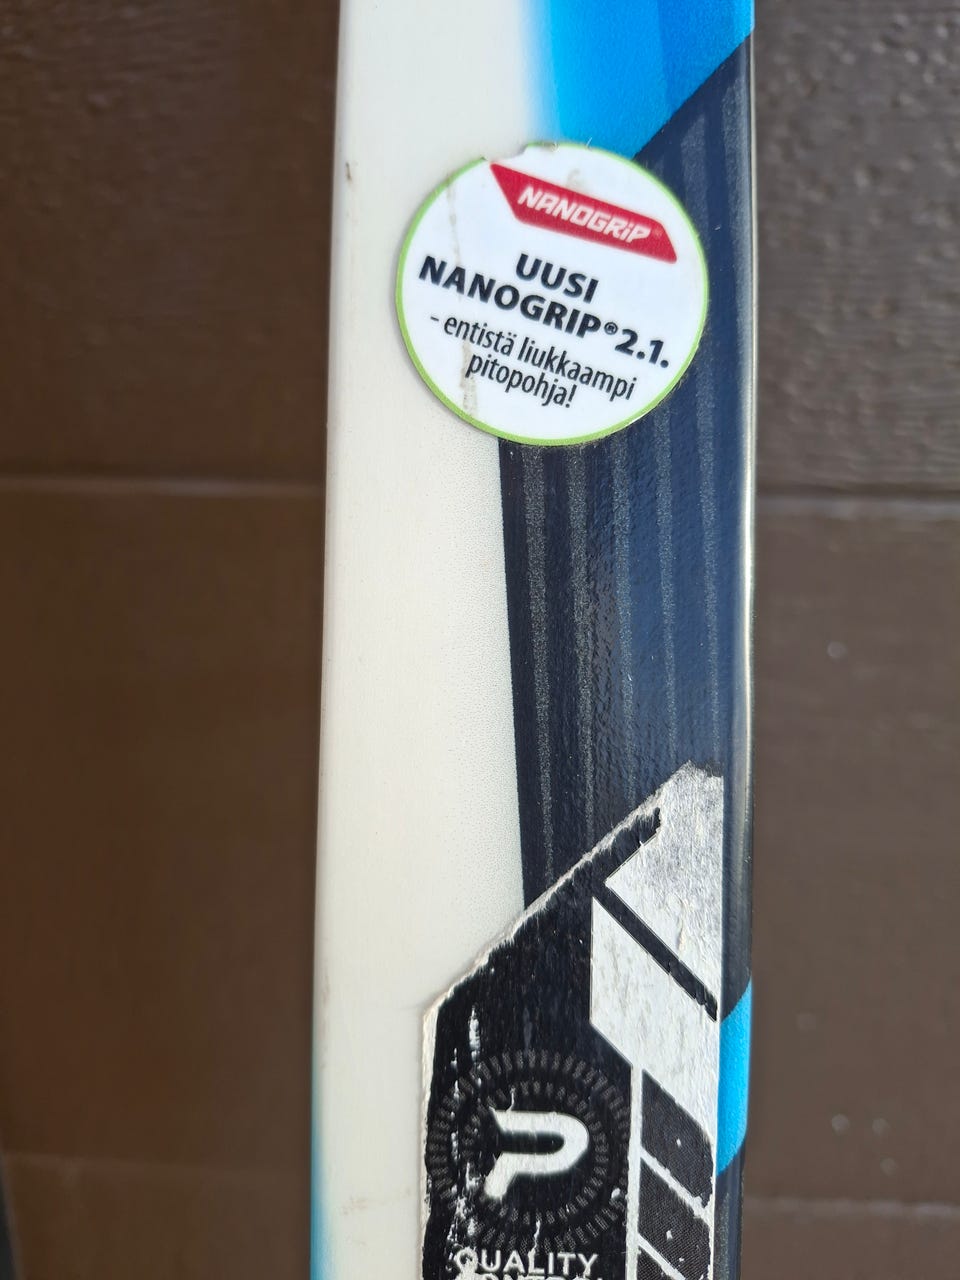 NANOGRIP
UUSI
NANOGRIP®2.1.
- entistä liukkaampi
pitopohja!
P
QUALITY